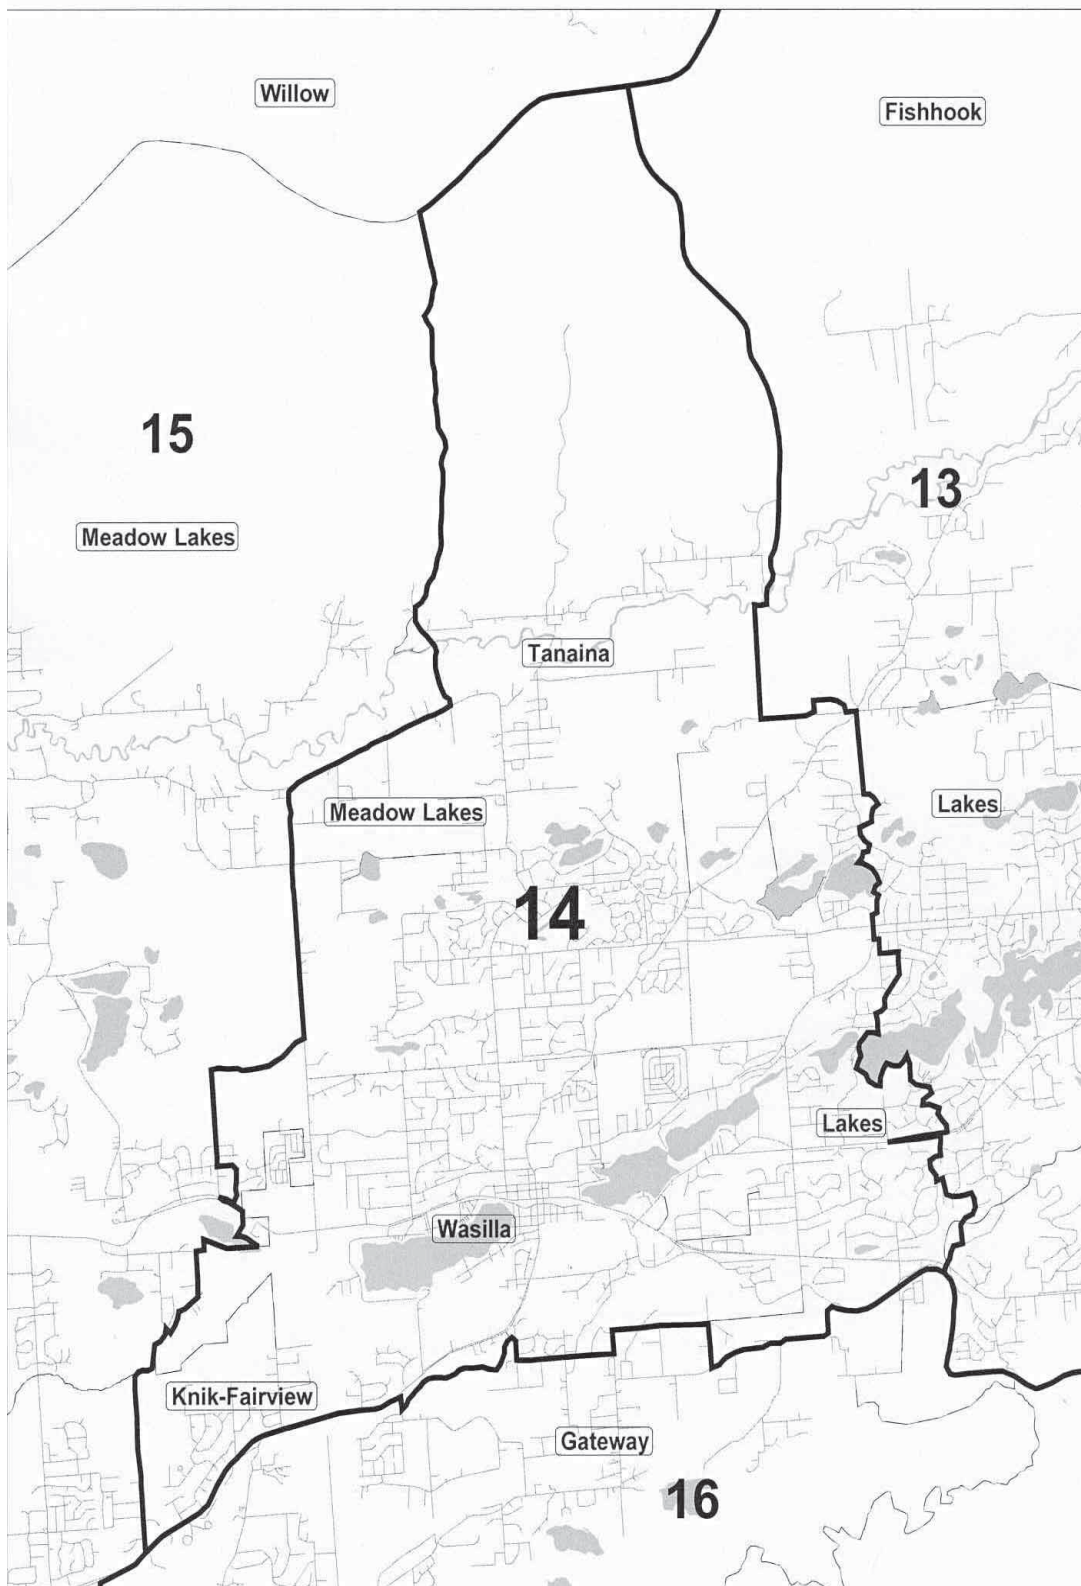 Willow
Fishhook
15
13
Meadow Lakes
Tanaina
Lakes
Meadow Lakes
14
Lakes
Wasilla
Knik-Fairview
Gateway
16